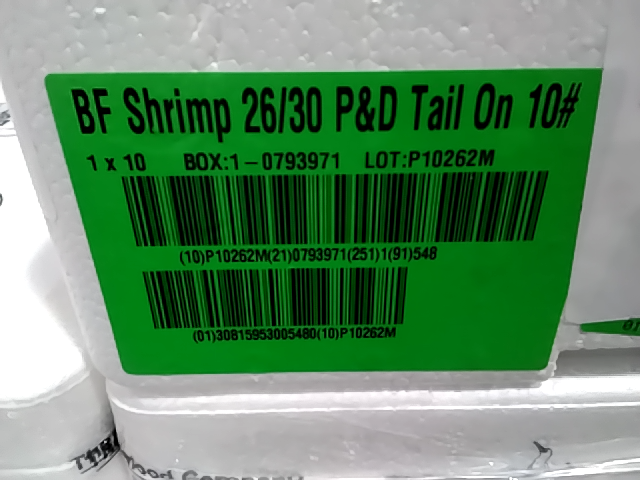 BF Shrimp 26/30 P&D Tail On 10#
1 x 10 BOX:1-0793971 LOT:P10262M
(10)P10262M(21)0793971(251)1(91)548
(01)30815953005480(10)P10262M
Company